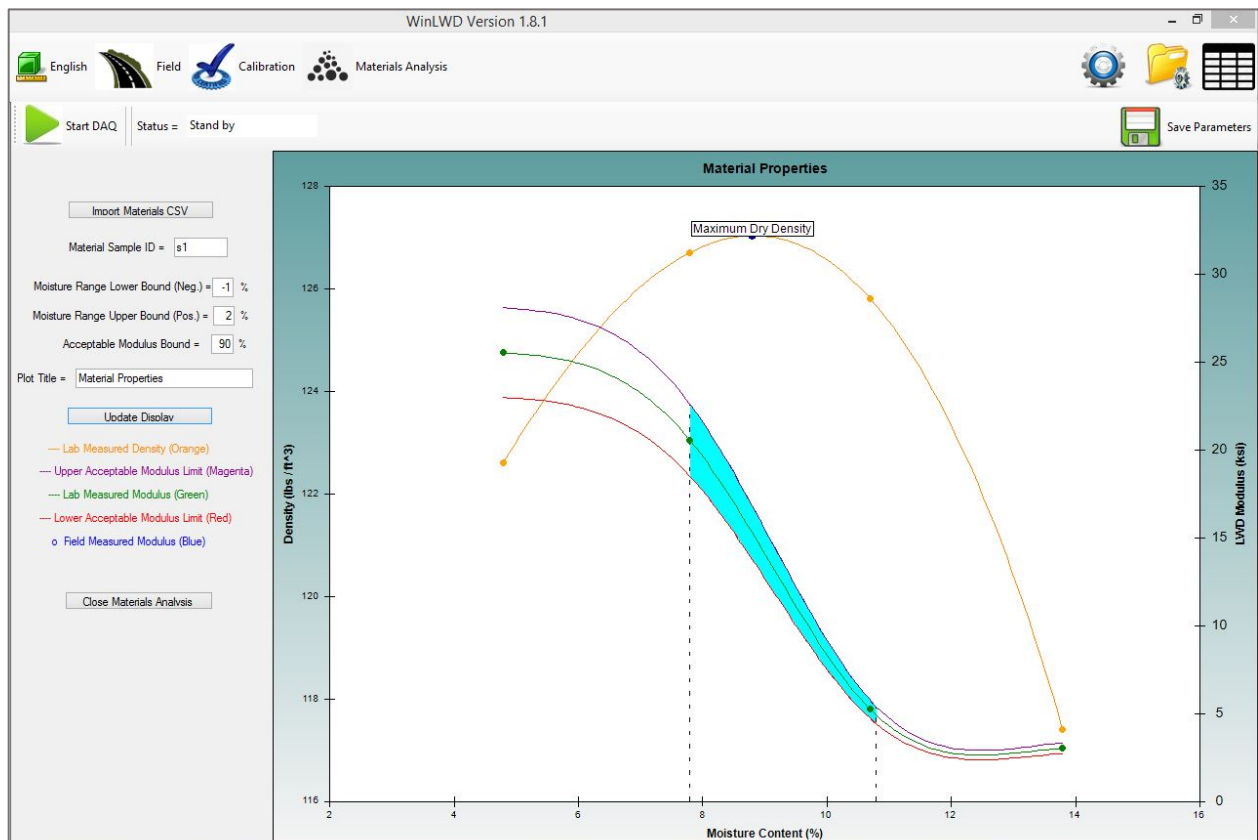 WinLWD Version 1.8.1
English Field Calibration Materials Analysis
Start DAQ Status = Stand by Save Parameters
Import Materials CSV
Material Sample ID = s1
Moisture Range Lower Bound (Neg.) = -1 %
Moisture Range Upper Bound (Pos.) = 2 %
Acceptable Modulus Bound = 90 %
Plot Title = Material Properties
Update Display
---- Lab Measured Density (Orange)
---- Upper Acceptable Modulus Limit (Magenta)
---- Lab Measured Modulus (Green)
---- Lower Acceptable Modulus Limit (Red)
o Field Measured Modulus (Blue)
Close Materials Analysis
Material Properties
Maximum Dry Density
Density (lbs / ft^3)
128
126
124
122
120
118
116
2 4 6 8 10 12 14 16
Moisture Content (%)
35
30
25
20
15
10
5
0
LWD Modulus (ksi)